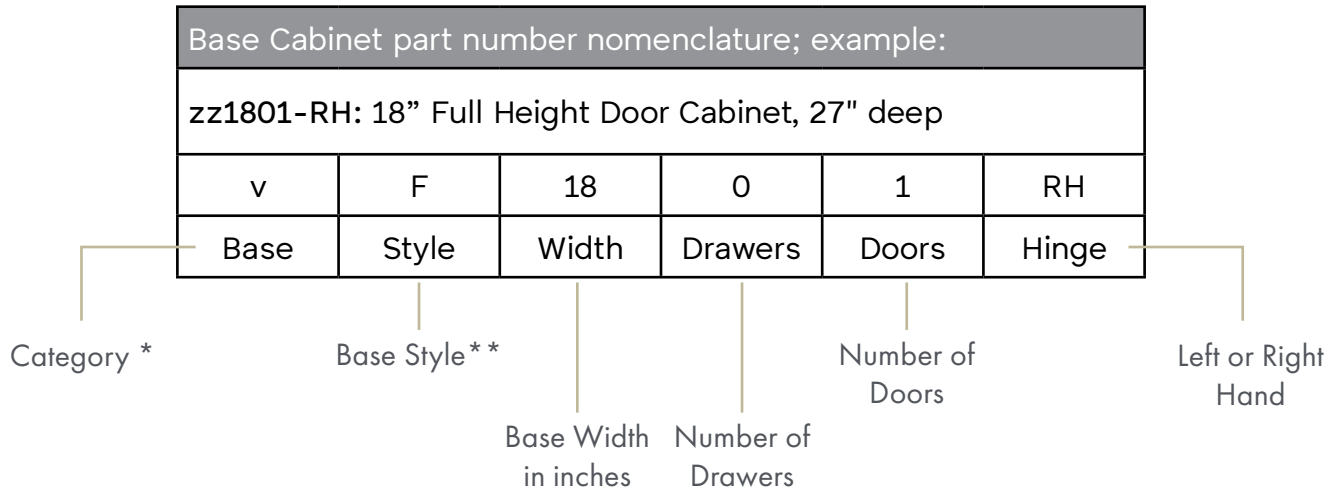 Base Cabinet part number nomenclature; example:
zz1801-RH: 18” Full Height Door Cabinet, 27" deep
v F 18 0 1 RH
Base Style Width Drawers Doors Hinge
Category *
Base Style**
Base Width
in inches
Number of
Drawers
Number of
Doors
Left or Right
Hand